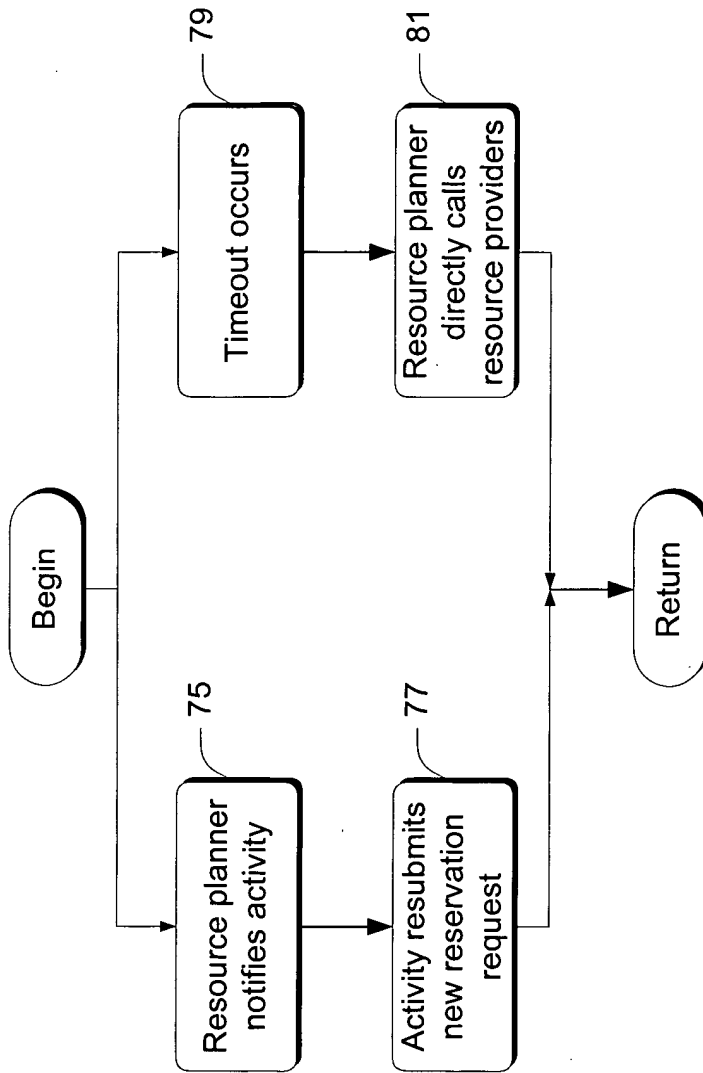 Begin
75
Resource planner
notifies activity
77
Activity resubmits
new reservation
request
79
Timeout occurs
81
Resource planner
directly calls
resource providers
Return